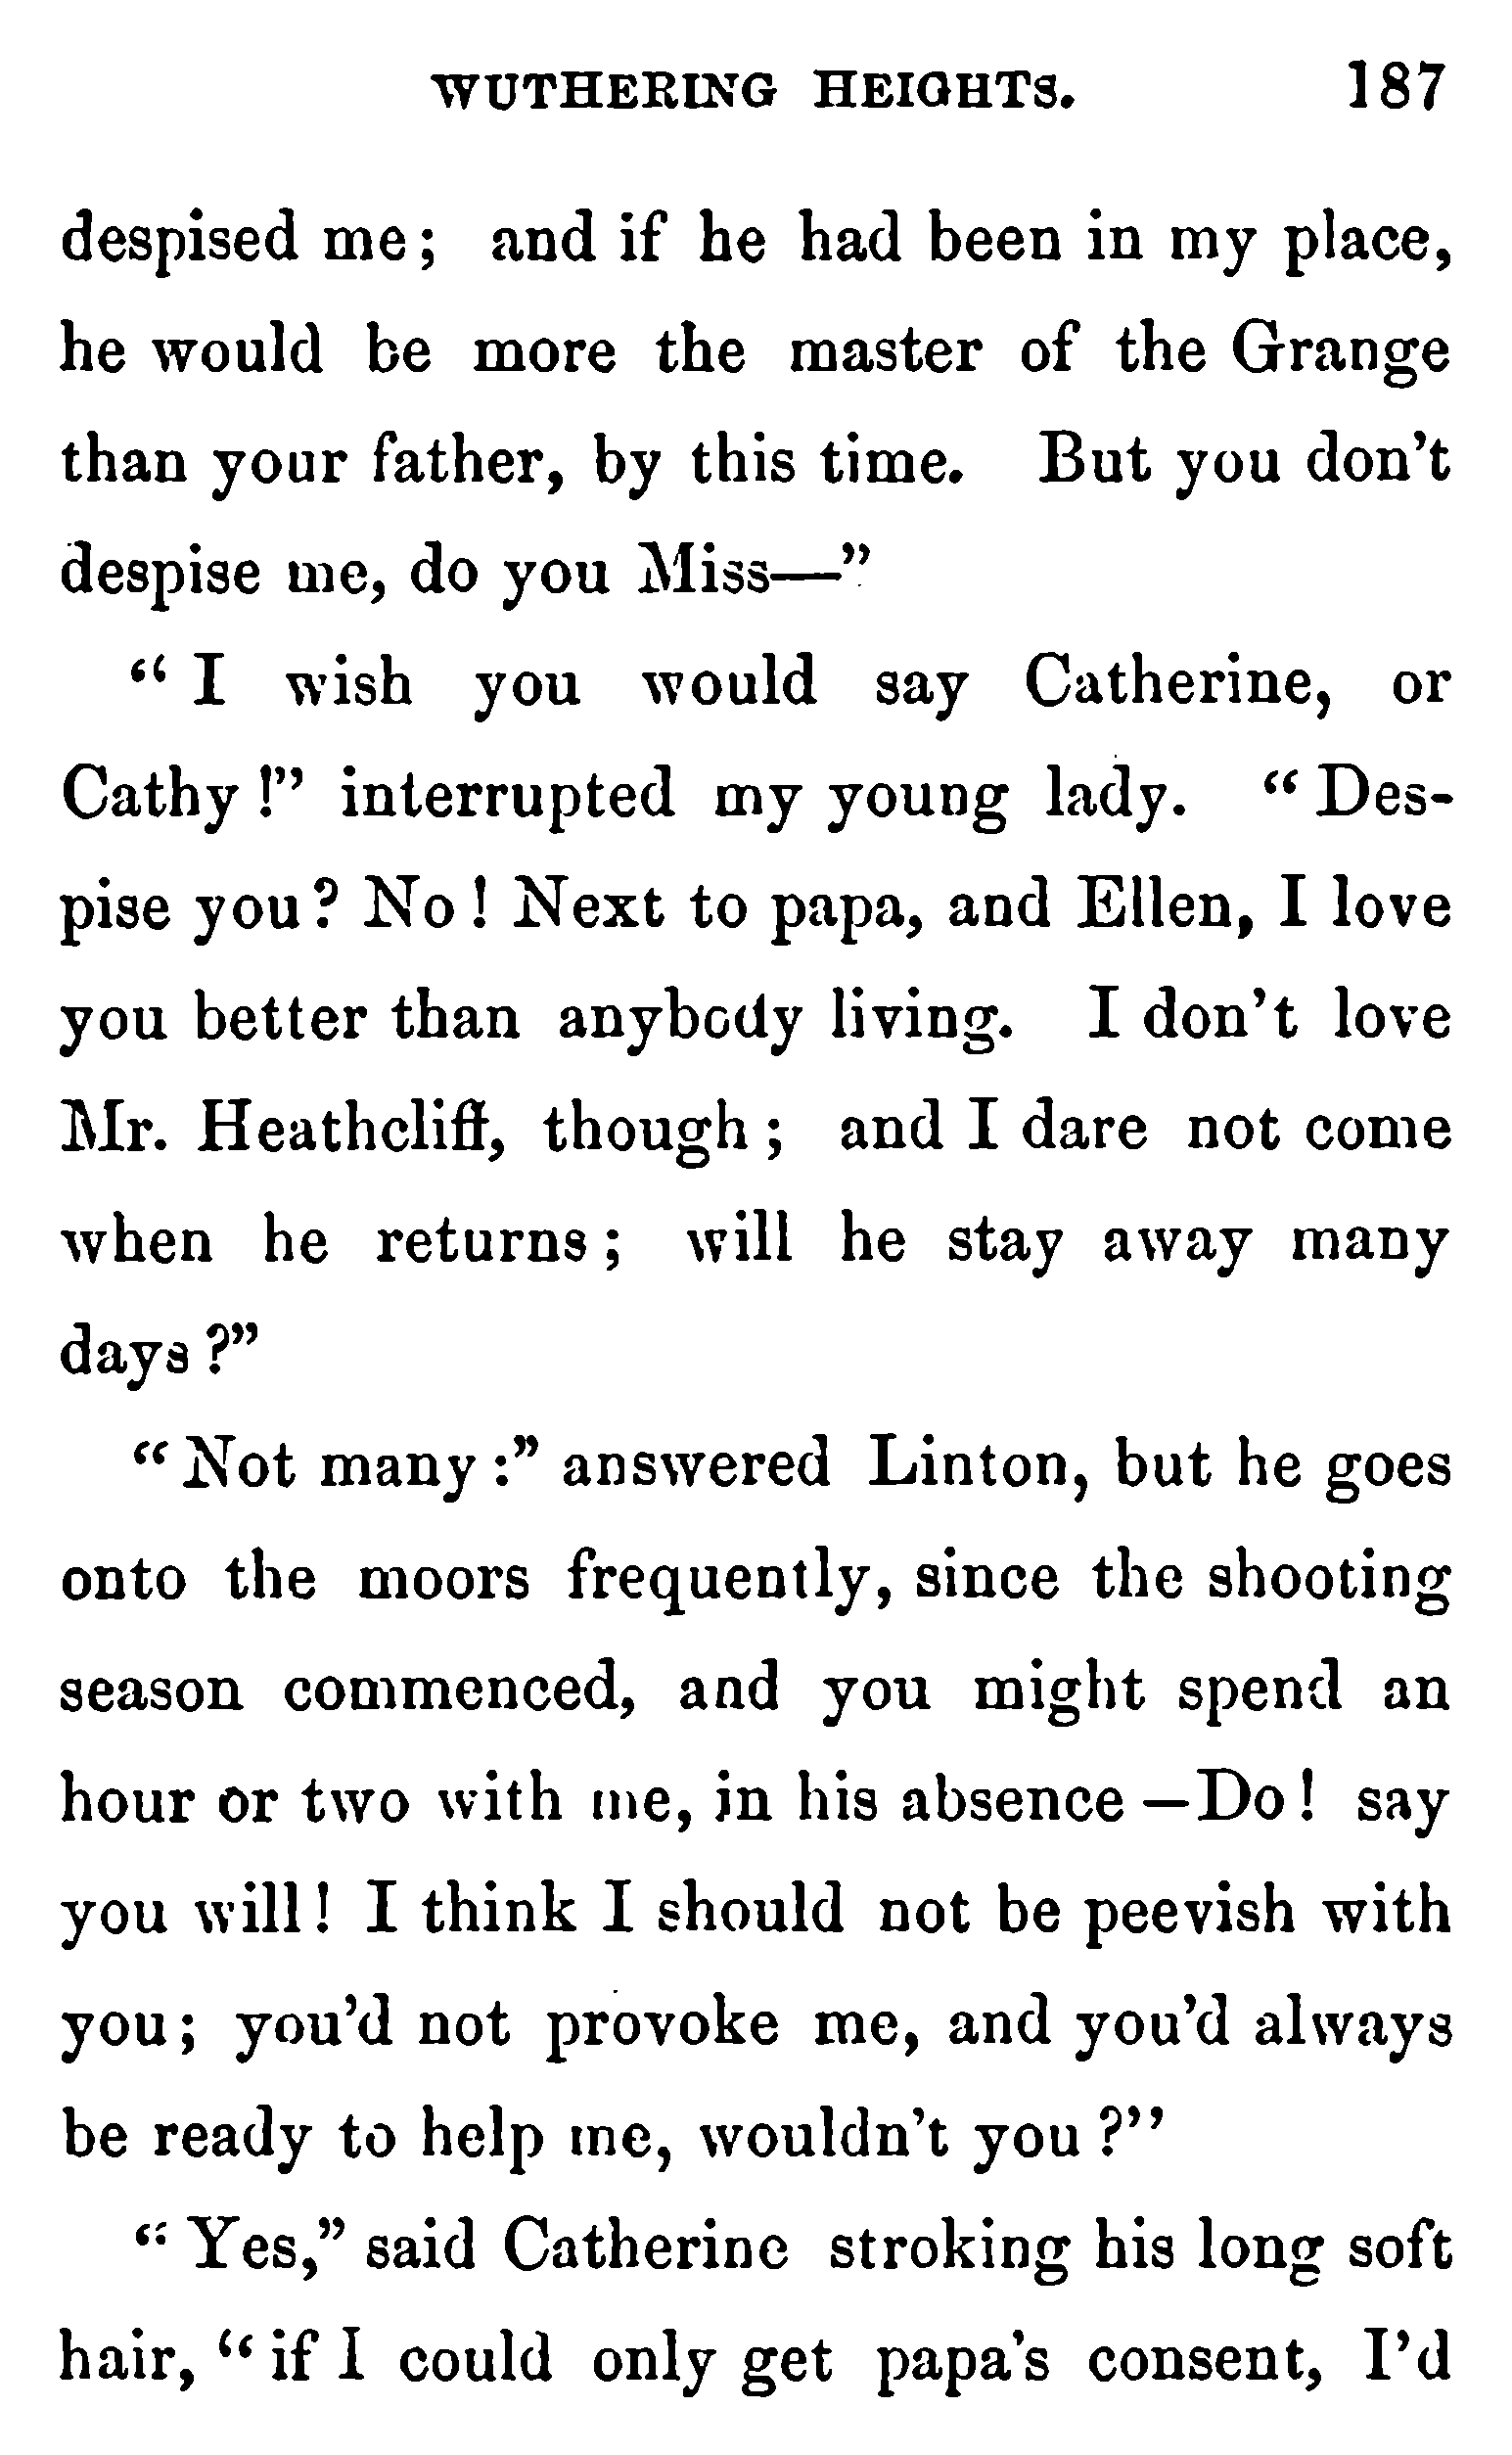 WUTHERING HEIGHTS. 187
despised me; and if he had been in my place,
he would be more the master of the Grange
than your father, by this time. But you don't
despise me, do you Miss—"
"I wish you would say Catherine, or
Cathy!" interrupted my young lady. "Des-
pise you? No! Next to papa, and Ellen, I love
you better than anybody living. I don't love
Mr. Heathcliff, though; and I dare not come
when he returns; will he stay away many
days?"
"Not many:" answered Linton, but he goes
onto the moors frequently, since the shooting
season commenced, and you might spend an
hour or two with me, in his absence—Do! say
you will! I think I should not be peevish with
you; you'd not provoke me, and you'd always
be ready to help me, wouldn't you?"
"Yes," said Catherine stroking his long soft
hair, "if I could only get papa's consent, I'd